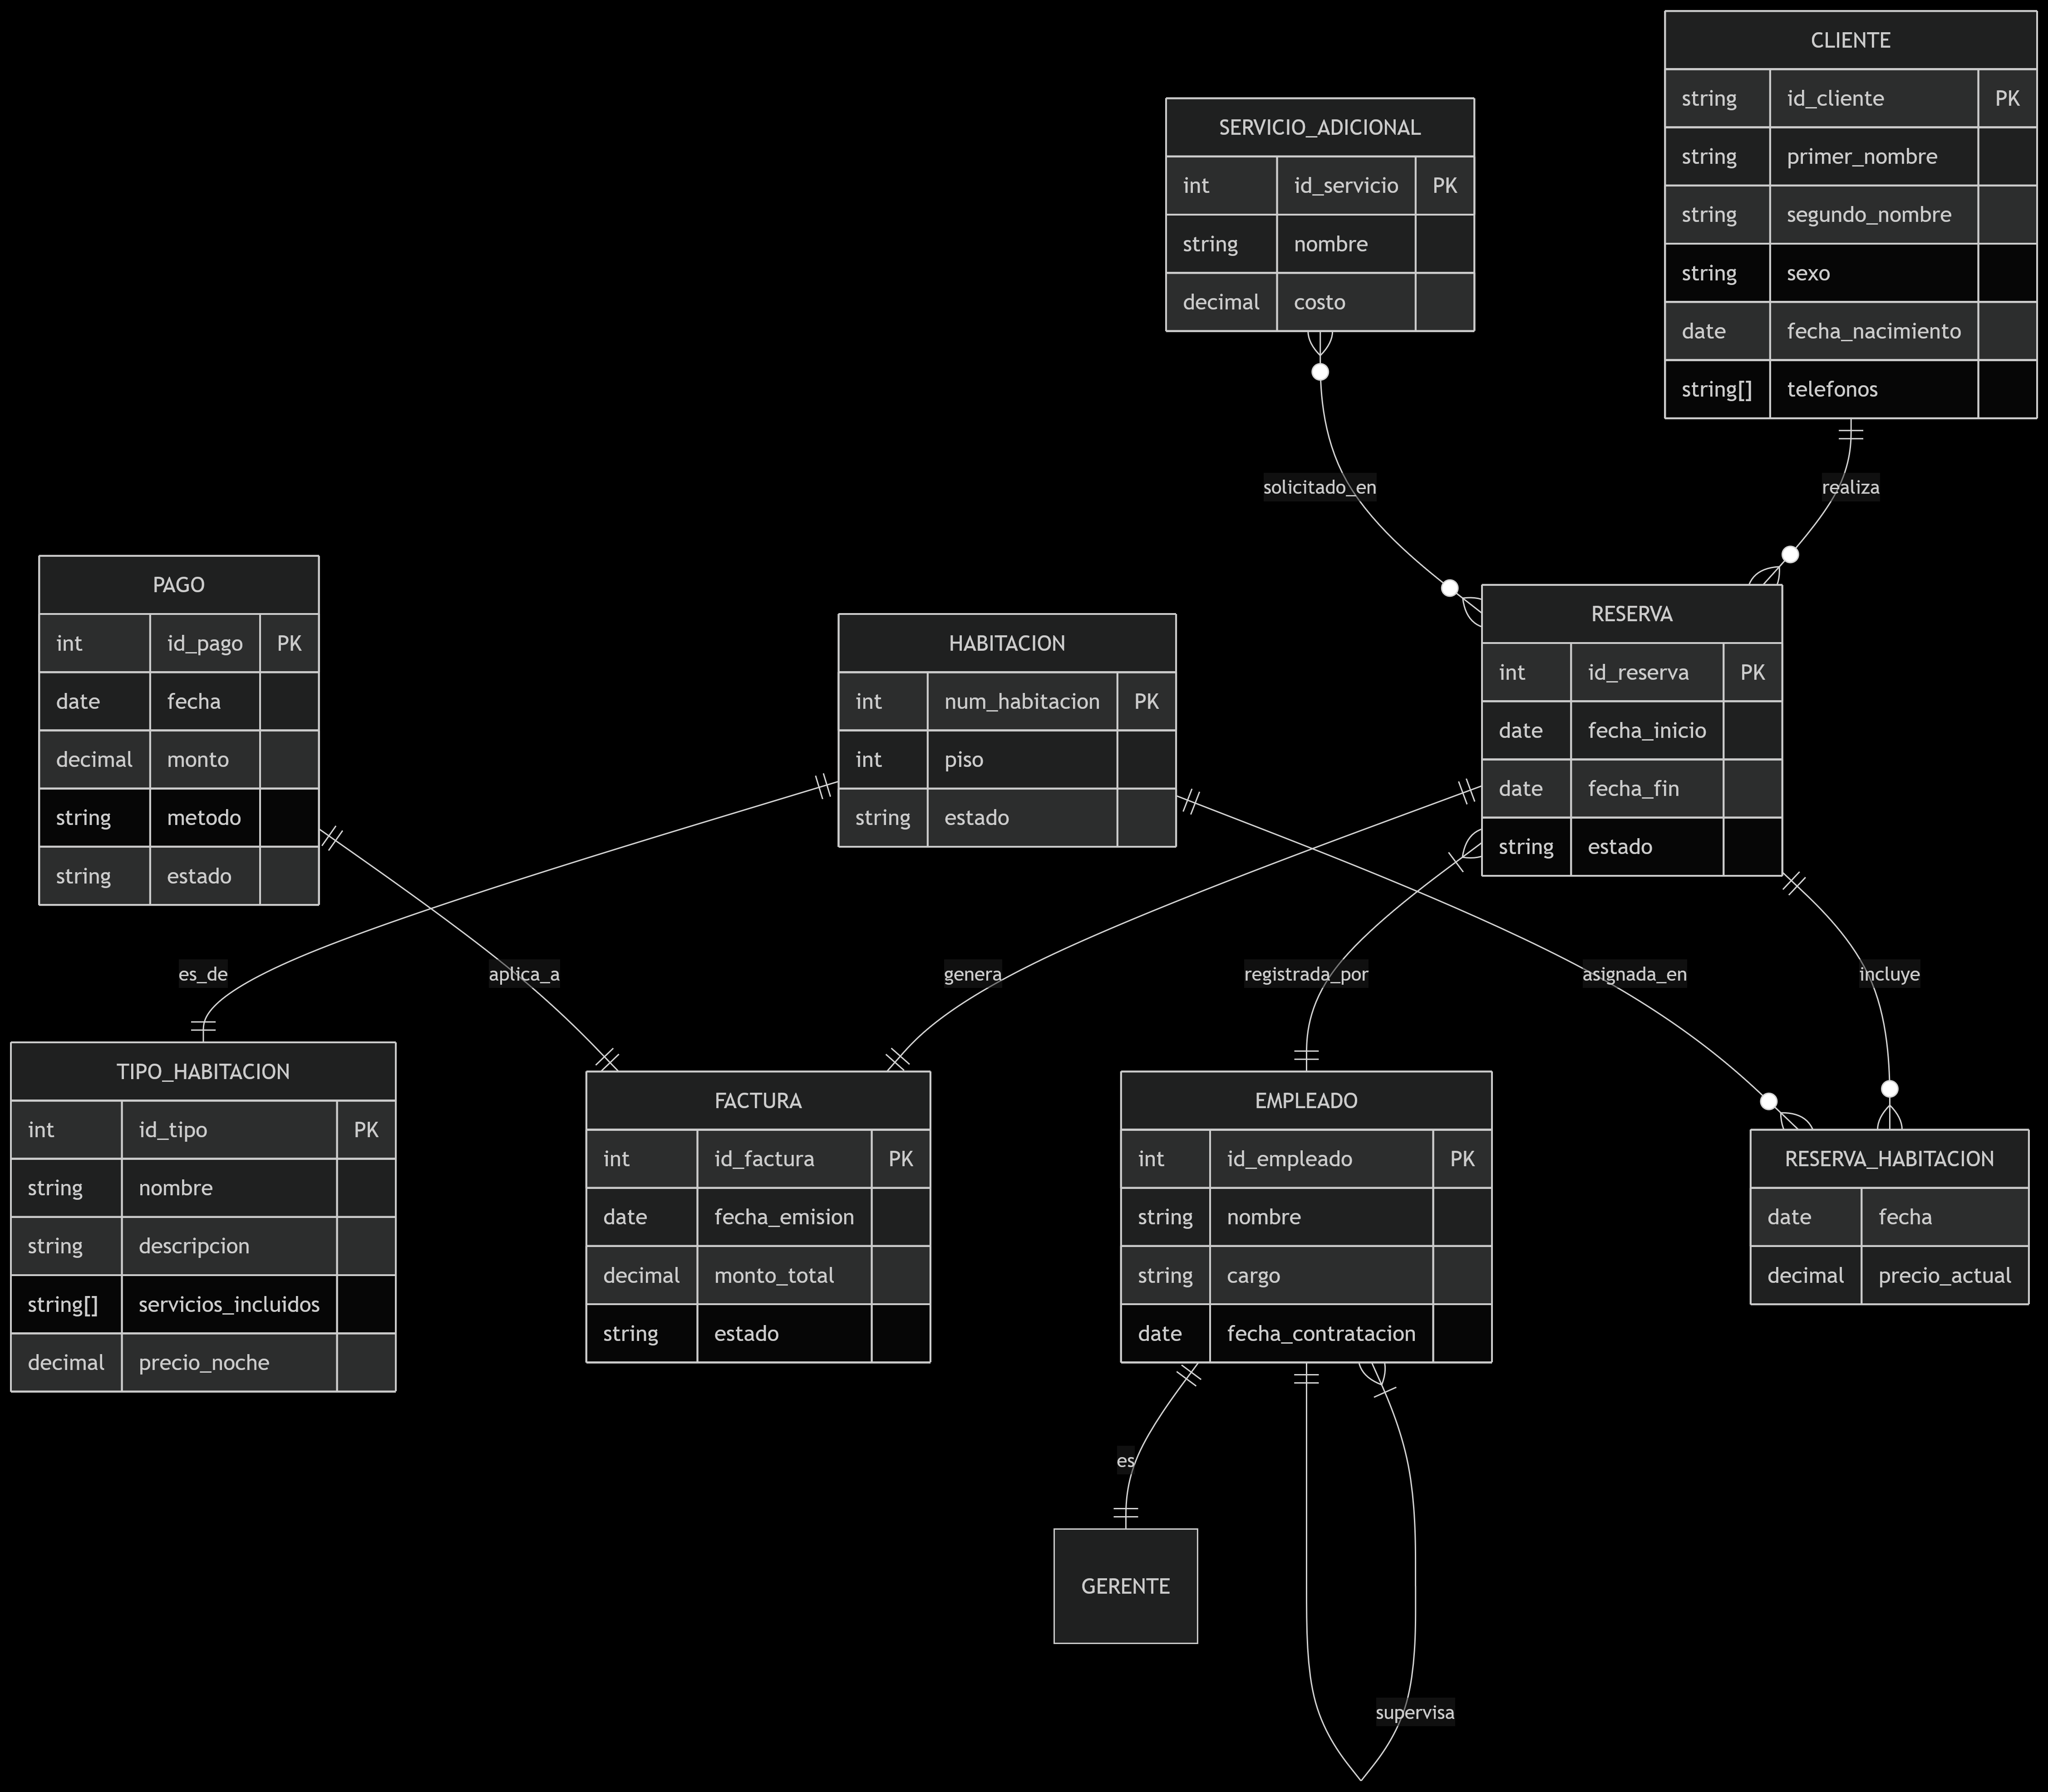 CLIENTE
string id_cliente PK
string primer_nombre
string segundo_nombre
string sexo
date fecha_nacimiento
string[] telefonos
SERVICIO_ADICIONAL
int id_servicio PK
string nombre
decimal costo
solicitado_en
realiza
PAGO
int id_pago PK
date fecha
decimal monto
string metodo
string estado
HABITACION
int num_habitacion PK
int piso
string estado
RESERVA
int id_reserva PK
date fecha_inicio
date fecha_fin
string estado
es_de
aplica_a
genera
registrada_por
asignada_en
incluye
TIPO_HABITACION
int id_tipo PK
string nombre
string descripcion
string[] servicios_incluidos
decimal precio_noche
FACTURA
int id_factura PK
date fecha_emision
decimal monto_total
string estado
EMPLEADO
int id_empleado PK
string nombre
string cargo
date fecha_contratacion
RESERVA_HABITACION
date fecha
decimal precio_actual
es
GERENTE
supervisa